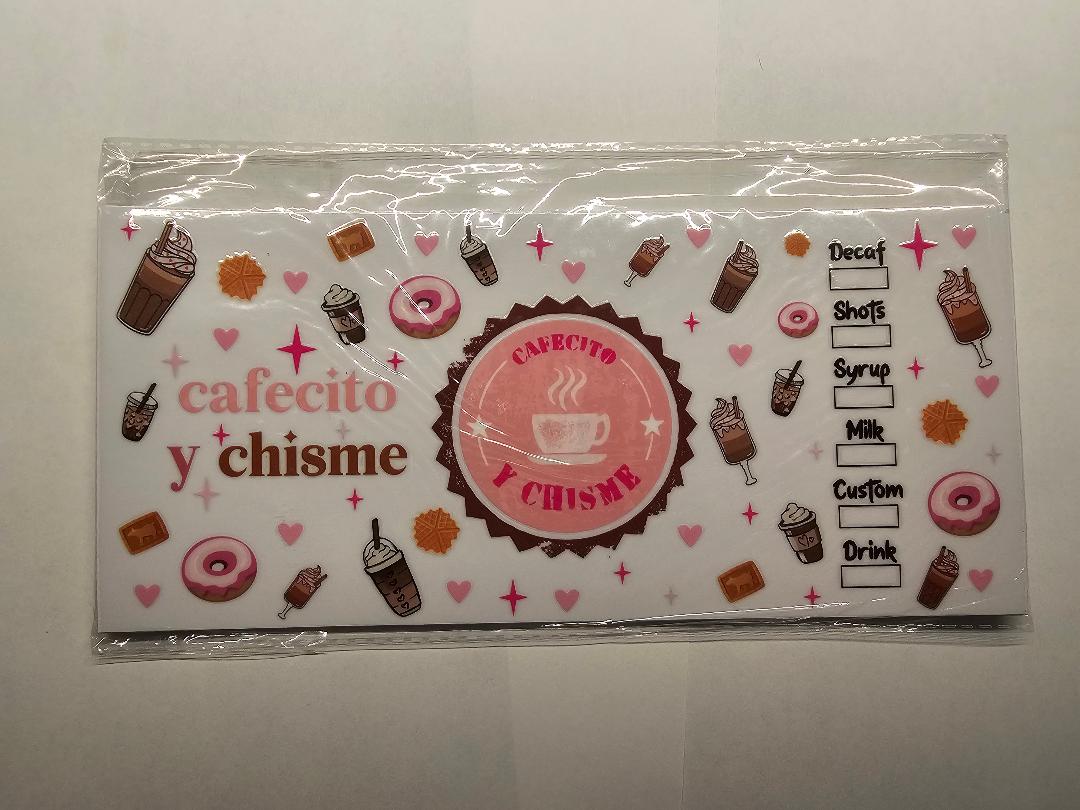 cafecito
y chisme
CAFECITO
Y CHISME
Decaf
Shots
Syrup
Milk
Custom
Drink